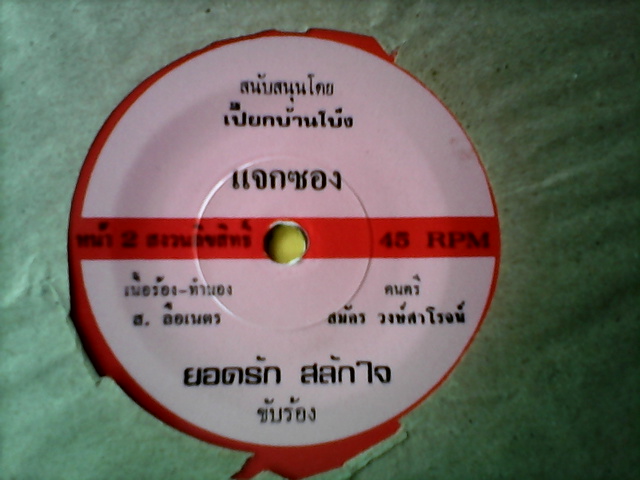 สนับสนุนโดย
เปี๊ยกบ้านโป่ง
แจกซอง
หน้า 2 สงวนลิขสิทธิ์ 45 RPM
เนื้อร้อง-ทำนอง ดนตรี
ส. ลือเนตร สมัคร วงษ์สาโรจน์
ยอดรัก สลักใจ
ขับร้อง